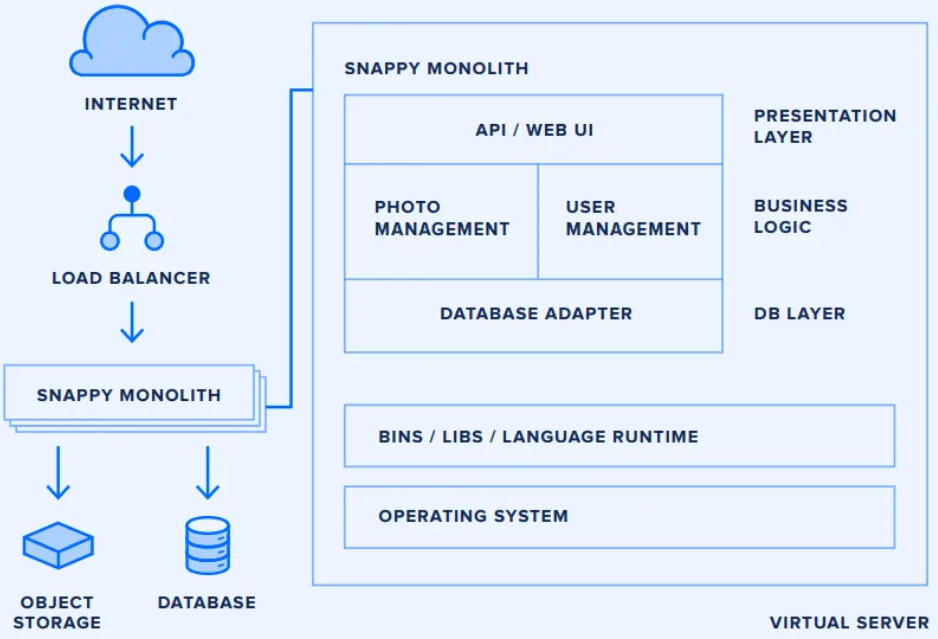 INTERNET
LOAD BALANCER
SNAPPY MONOLITH
OBJECT
STORAGE
DATABASE
SNAPPY MONOLITH
API / WEB UI
PRESENTATION
LAYER
PHOTO
MANAGEMENT
USER
MANAGEMENT
BUSINESS
LOGIC
DATABASE ADAPTER
DB LAYER
BINS / LIBS / LANGUAGE RUNTIME
OPERATING SYSTEM
VIRTUAL SERVER